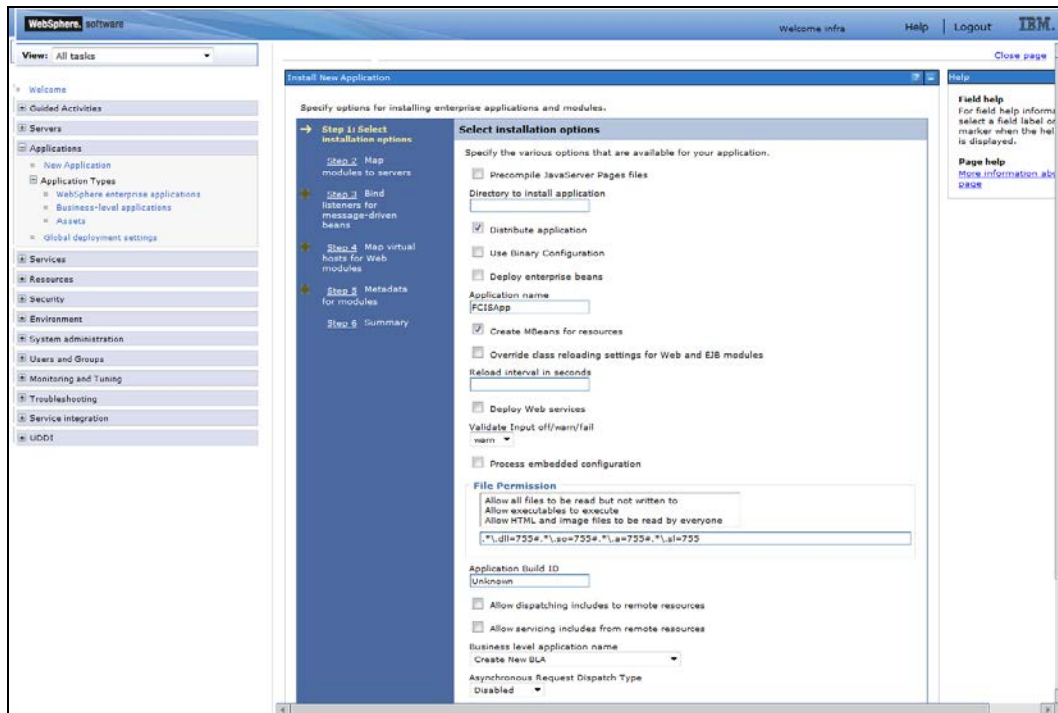 WebSphere. software
Welcome infra
Help
Logout
IBM.
View: All tasks
Close page
Welcome
Guided Activities
Servers
Applications
New Application
Application Types
WebSphere enterprise applications
Business-level applications
Assets
Global deployment settings
Services
Resources
Security
Environment
System administration
Users and Groups
Monitoring and Tuning
Troubleshooting
Service integration
UDDI
Install New Application
?
Specify options for installing enterprise applications and modules.
Step 1: Select
installation options
Step 2 Map
modules to servers
Step 3 Bind
listeners for
message-driven
beans
Step 4 Map virtual
hosts for Web
modules
Step 5 Metadata
for modules
Step 6 Summary
Select installation options
Specify the various options that are available for your application.
Precompile JavaServer Pages files
Directory to install application
Distribute application
Use Binary Configuration
Deploy enterprise beans
Application name
FCISApp
Create MBeans for resources
Override class reloading settings for Web and EJB modules
Reload interval in seconds
Deploy Web services
Validate Input off/warn/fail
warn
Process embedded configuration
File Permission
Allow all files to be read but not written to
Allow executables to execute
Allow HTML and image files to be read by everyone
.*\.dll=755#.*\.so=755#.*\.a=755#.*\.sl=755
Application Build ID
Unknown
Allow dispatching includes to remote resources
Allow servicing includes from remote resources
Business level application name
Create New BLA
Asynchronous Request Dispatch Type
Disabled
Help
Field help
For field help informa
select a field label or
marker when the hel
is displayed.
Page help
More information abo
page